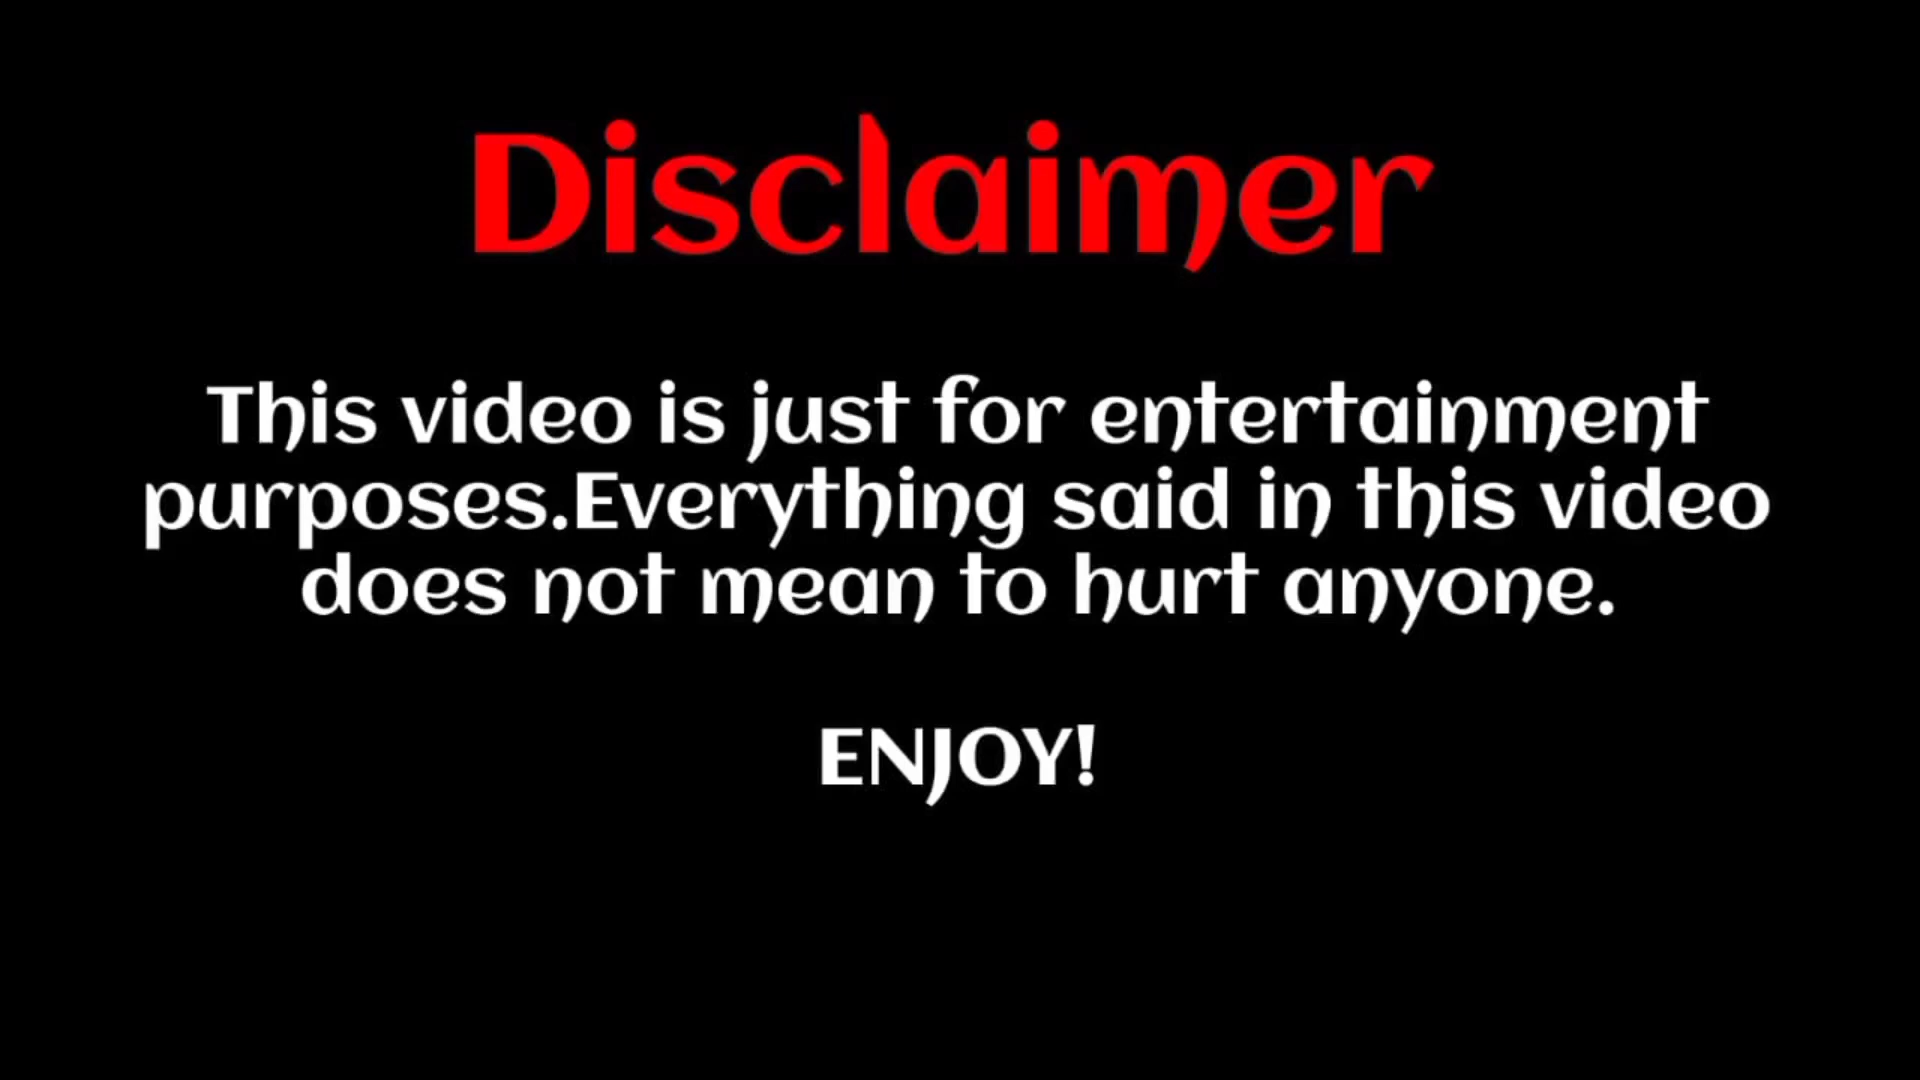 Disclaimer
This video is just for entertainment
purposes.Everything said in this video
does not mean to hurt anyone.
ENJOY!